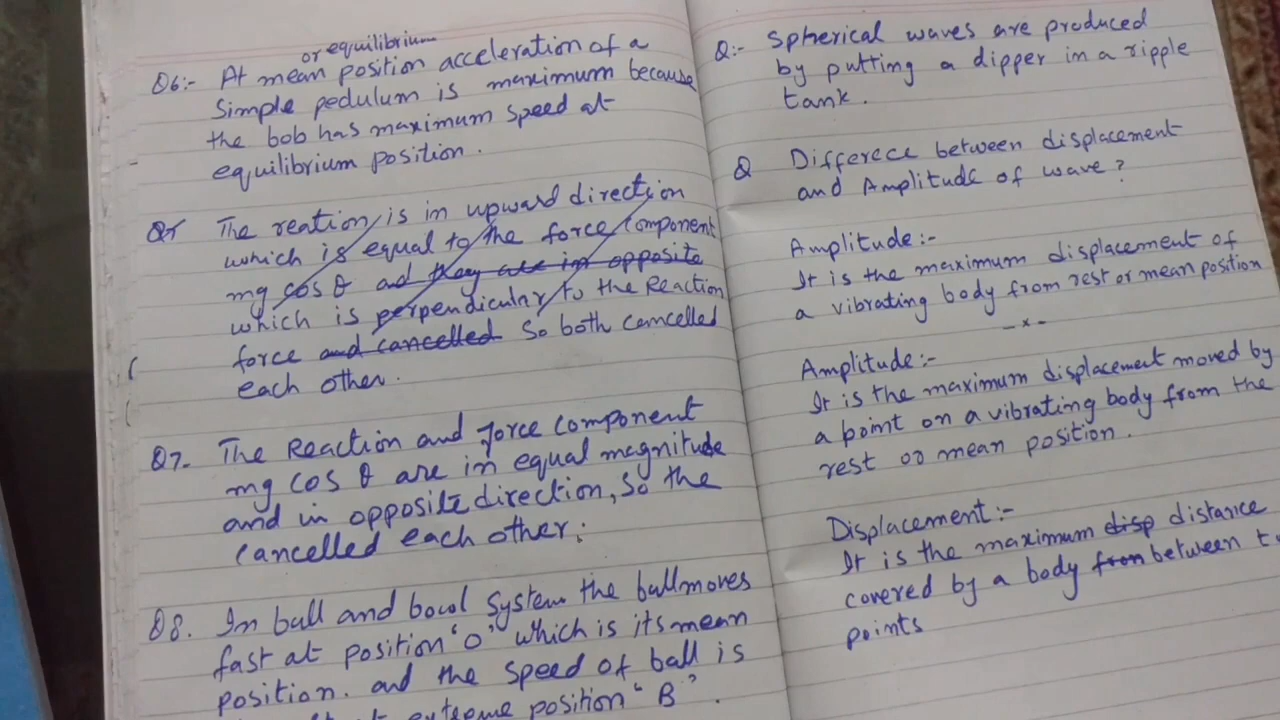 or equilibrium
Q6:- At mean position acceleration of a
Simple pedulum is maximum because
the bob has maximum speed at
equilibrium position.
Q5 The reation is in upward direction
which is equal to the force component
mg cos θ and they are in opposite
which is perpendicular to the Reaction
force and cancelled So both cancelled
each other.
Q7- The Reaction and force component
mg cos θ are in equal magnitude
and in opposite direction, So the
cancelled each other.
Q8. In ball and bowl system the ball moves
fast at position "O" which is its mean
position. and the speed of ball is
extreme position "B".
Q:- Spherical waves are produced
by putting a dipper in a ripple
tank.
Q Differece between displacement
and Amplitude of wave?
Amplitude:-
It is the maximum displacement of
a vibrating body from rest or mean position
-x-
Amplitude:-
It is the maximum displacement moved by
a point on a vibrating body from the
rest or mean position.
Displacement:-
It is the maximum disp distance
covered by a body from between
points